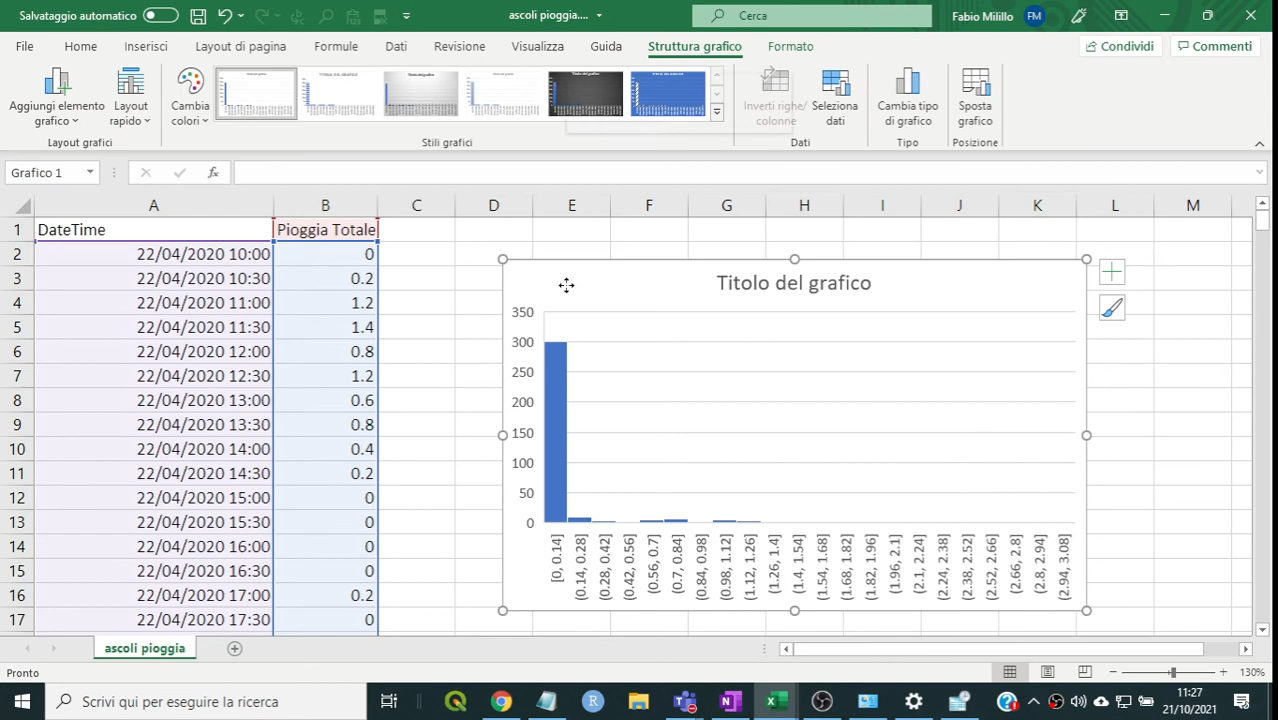 Salvataggio automatico
ascoli pioggia....
Cerca
Fabio Milillo
FM
File
Home
Inserisci
Layout di pagina
Formule
Dati
Revisione
Visualizza
Guida
Struttura grafico
Formato
Condividi
Commenti
Aggiungi elemento grafico
Layout rapido
Cambia colori
Inverti righe/colonne
Seleziona dati
Cambia tipo di grafico
Sposta grafico
Layout grafici
Stili grafici
Dati
Tipo
Posizione
Grafico 1
fx
A B C D E F G H I J K L M
1 DateTime Pioggia Totale
2 22/04/2020 10:00 0
3 22/04/2020 10:30 0.2
4 22/04/2020 11:00 1.2
5 22/04/2020 11:30 1.4
6 22/04/2020 12:00 0.8
7 22/04/2020 12:30 1.2
8 22/04/2020 13:00 0.6
9 22/04/2020 13:30 0.8
10 22/04/2020 14:00 0.4
11 22/04/2020 14:30 0.2
12 22/04/2020 15:00 0
13 22/04/2020 15:30 0
14 22/04/2020 16:00 0
15 22/04/2020 16:30 0
16 22/04/2020 17:00 0.2
17 22/04/2020 17:30 0
Titolo del grafico
350
300
250
200
150
100
50
0
[0, 0.14]
(0.14, 0.28]
(0.28, 0.42]
(0.42, 0.56]
(0.56, 0.7]
(0.7, 0.84]
(0.84, 0.98]
(0.98, 1.12]
(1.12, 1.26]
(1.26, 1.4]
(1.4, 1.54]
(1.54, 1.68]
(1.68, 1.82]
(1.82, 1.96]
(1.96, 2.1]
(2.1, 2.24]
(2.24, 2.38]
(2.38, 2.52]
(2.52, 2.66]
(2.66, 2.8]
(2.8, 2.94]
(2.94, 3.08]
ascoli pioggia
Pronto
130%
Scrivi qui per eseguire la ricerca
11:27
21/10/2021